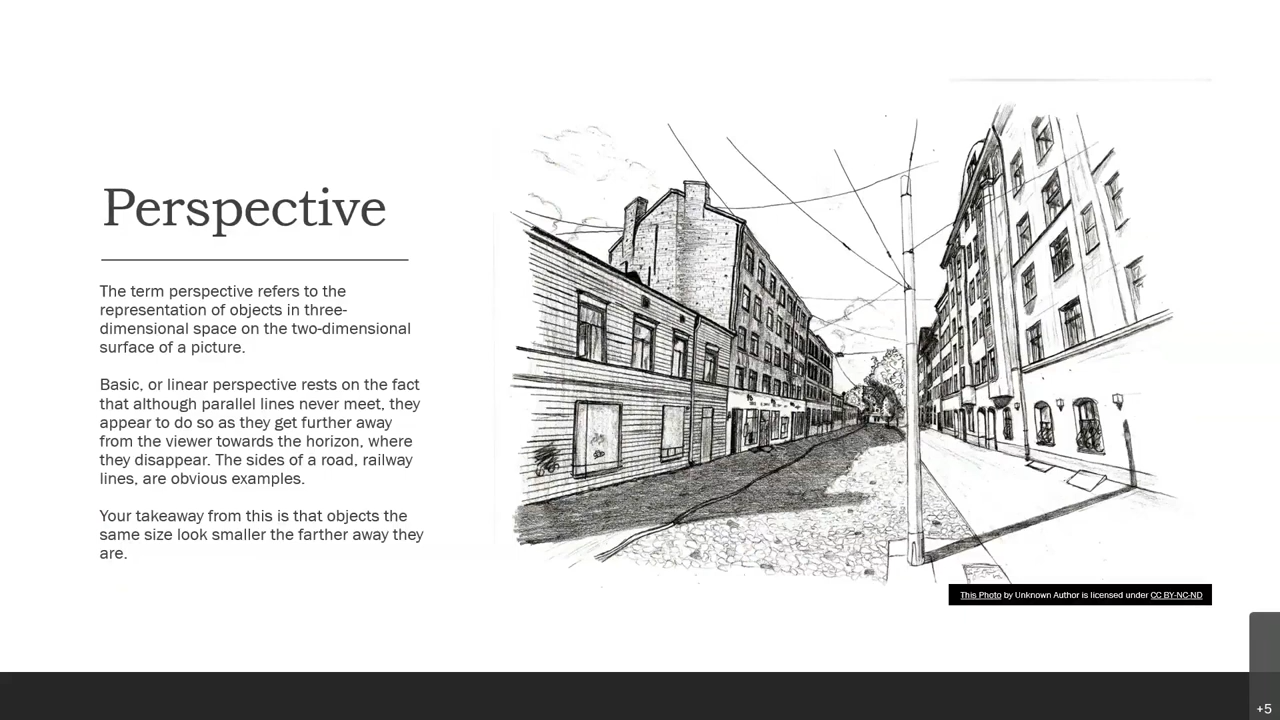 Perspective
The term perspective refers to the
representation of objects in three-
dimensional space on the two-dimensional
surface of a picture.
Basic, or linear perspective rests on the fact
that although parallel lines never meet, they
appear to do so as they get further away
from the viewer towards the horizon, where
they disappear. The sides of a road, railway
lines, are obvious examples.
Your takeaway from this is that objects the
same size look smaller the farther away they
are.
This Photo by Unknown Author is licensed under CC BY-NC-ND
+5